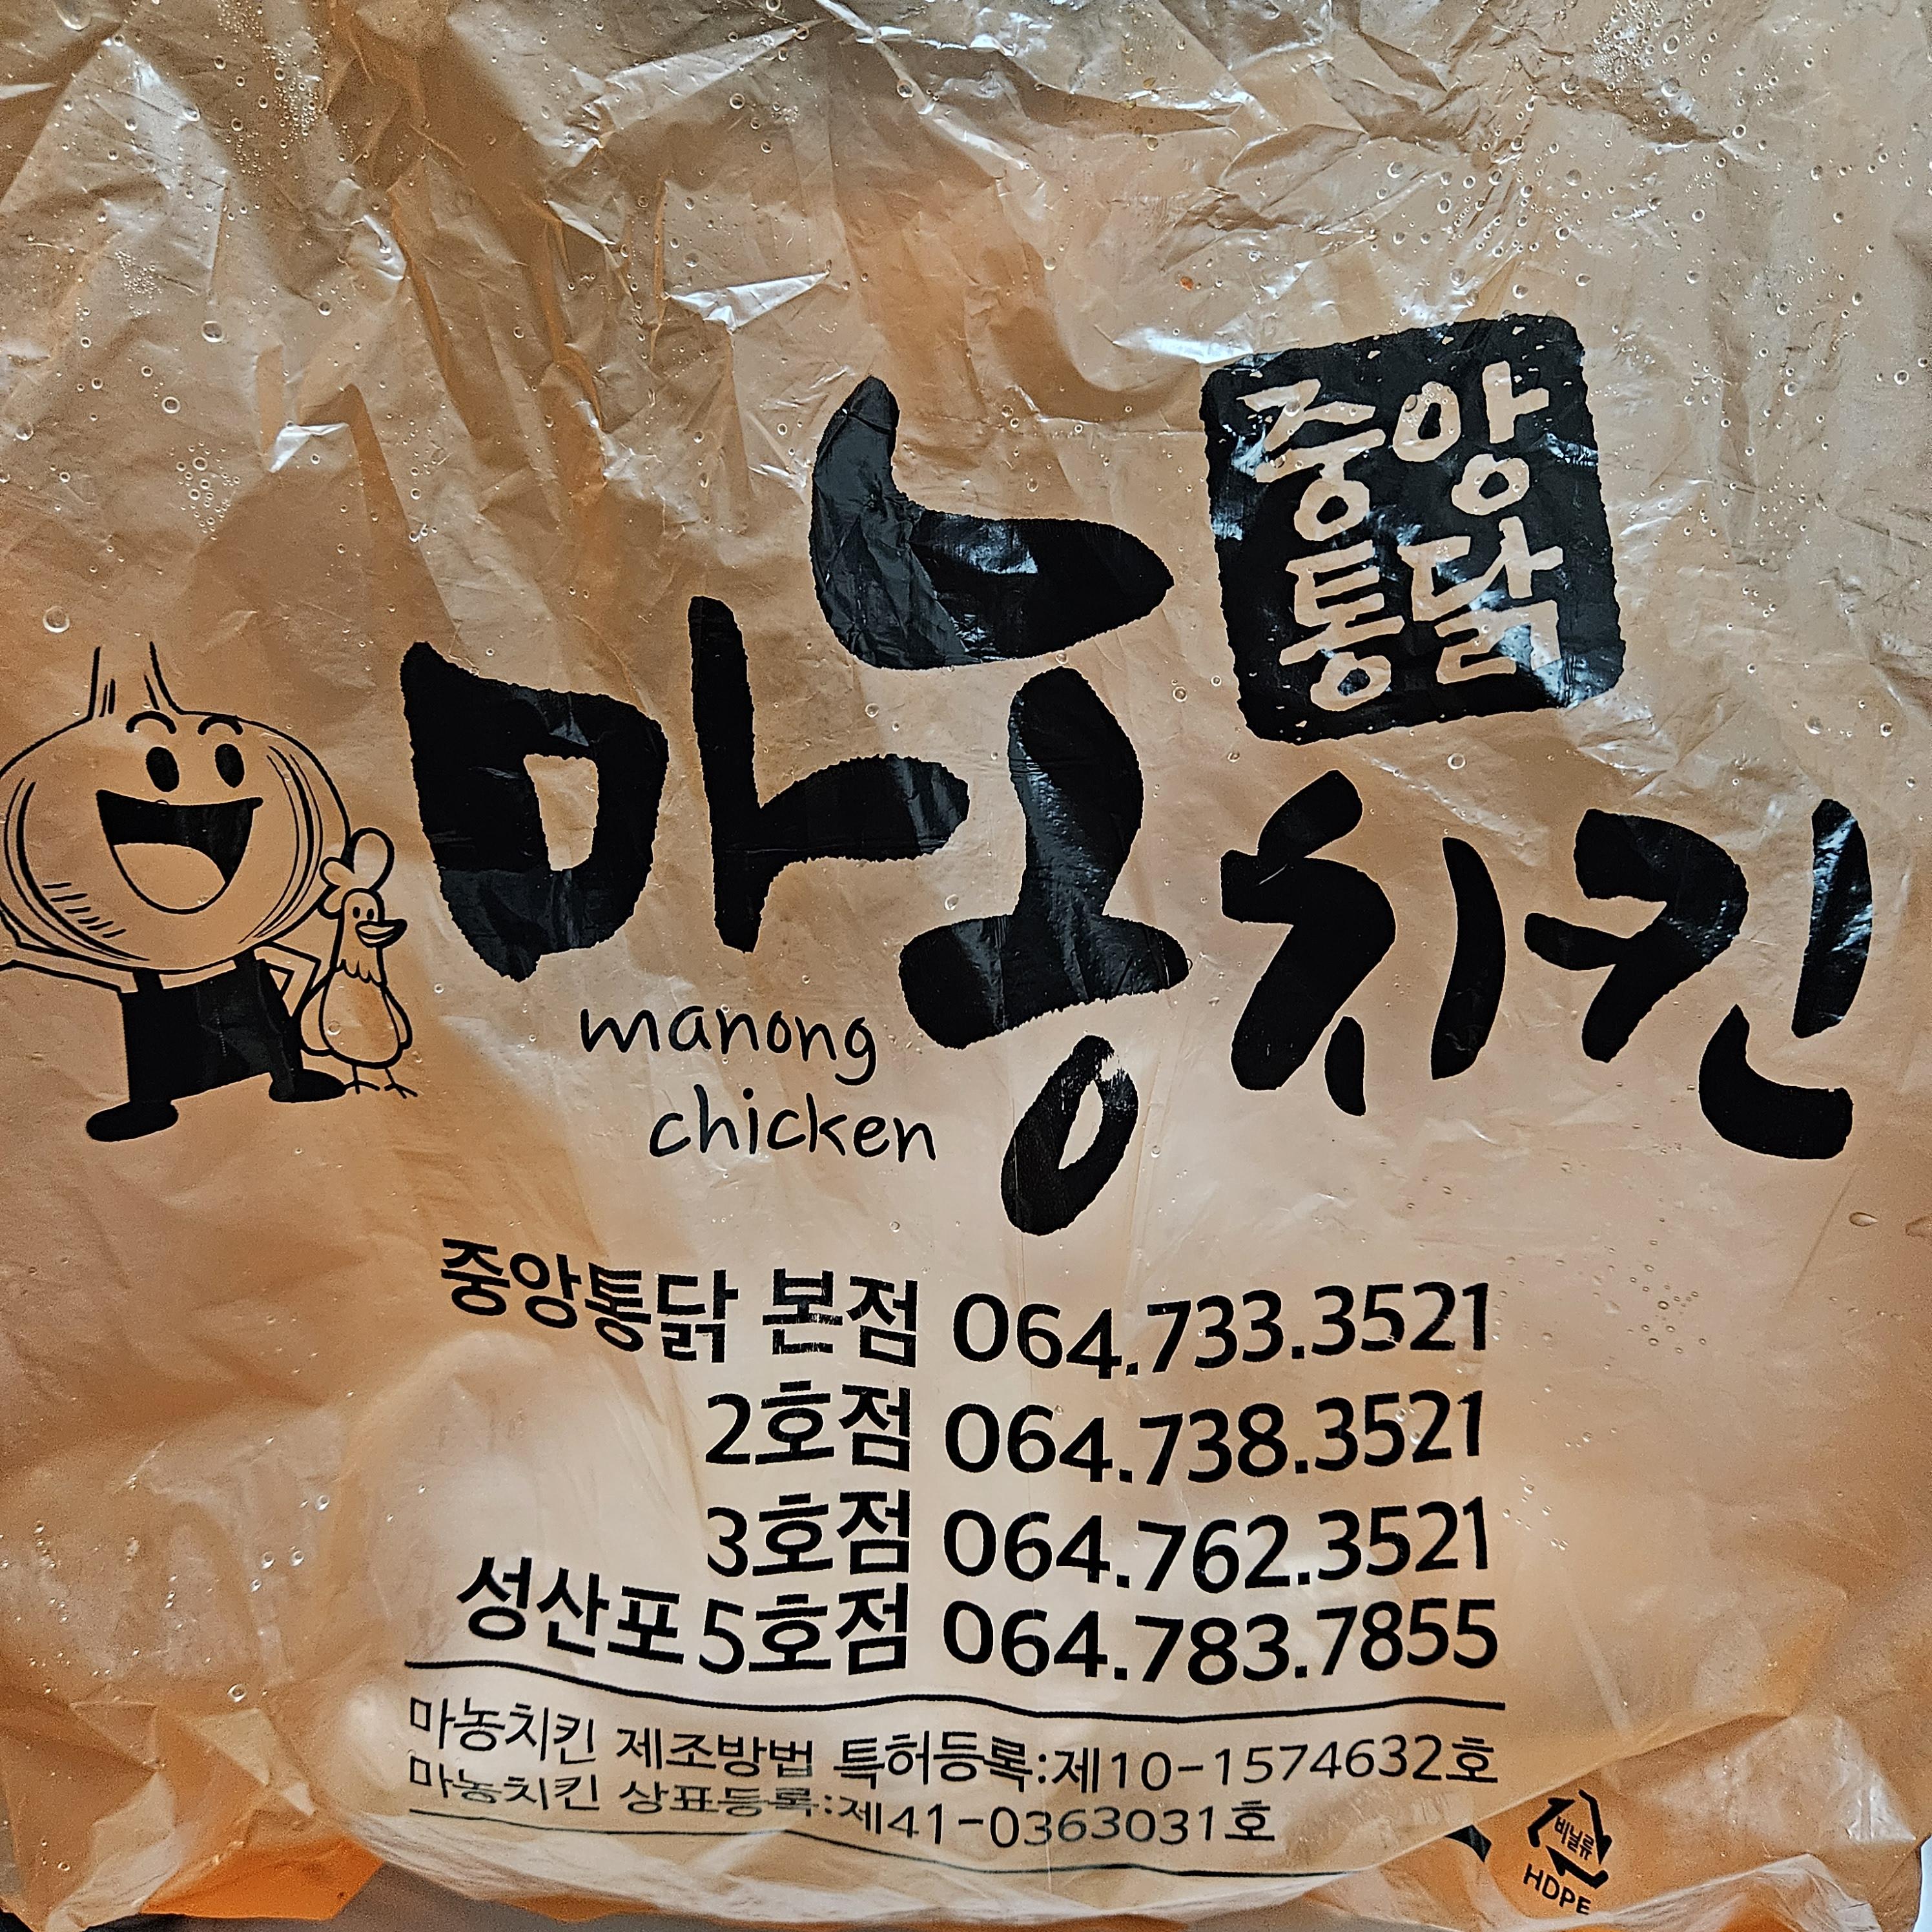 중앙
통닭
마농치킨
manong
chicken
중앙통닭 본점 064.733.3521
2호점 064.738.3521
3호점 064.762.3521
성산포5호점 064.783.7855
마농치킨 제조방법 특허등록:제10-1574632호
마농치킨 상표등록:제41-0363031호
비닐류
HDPE